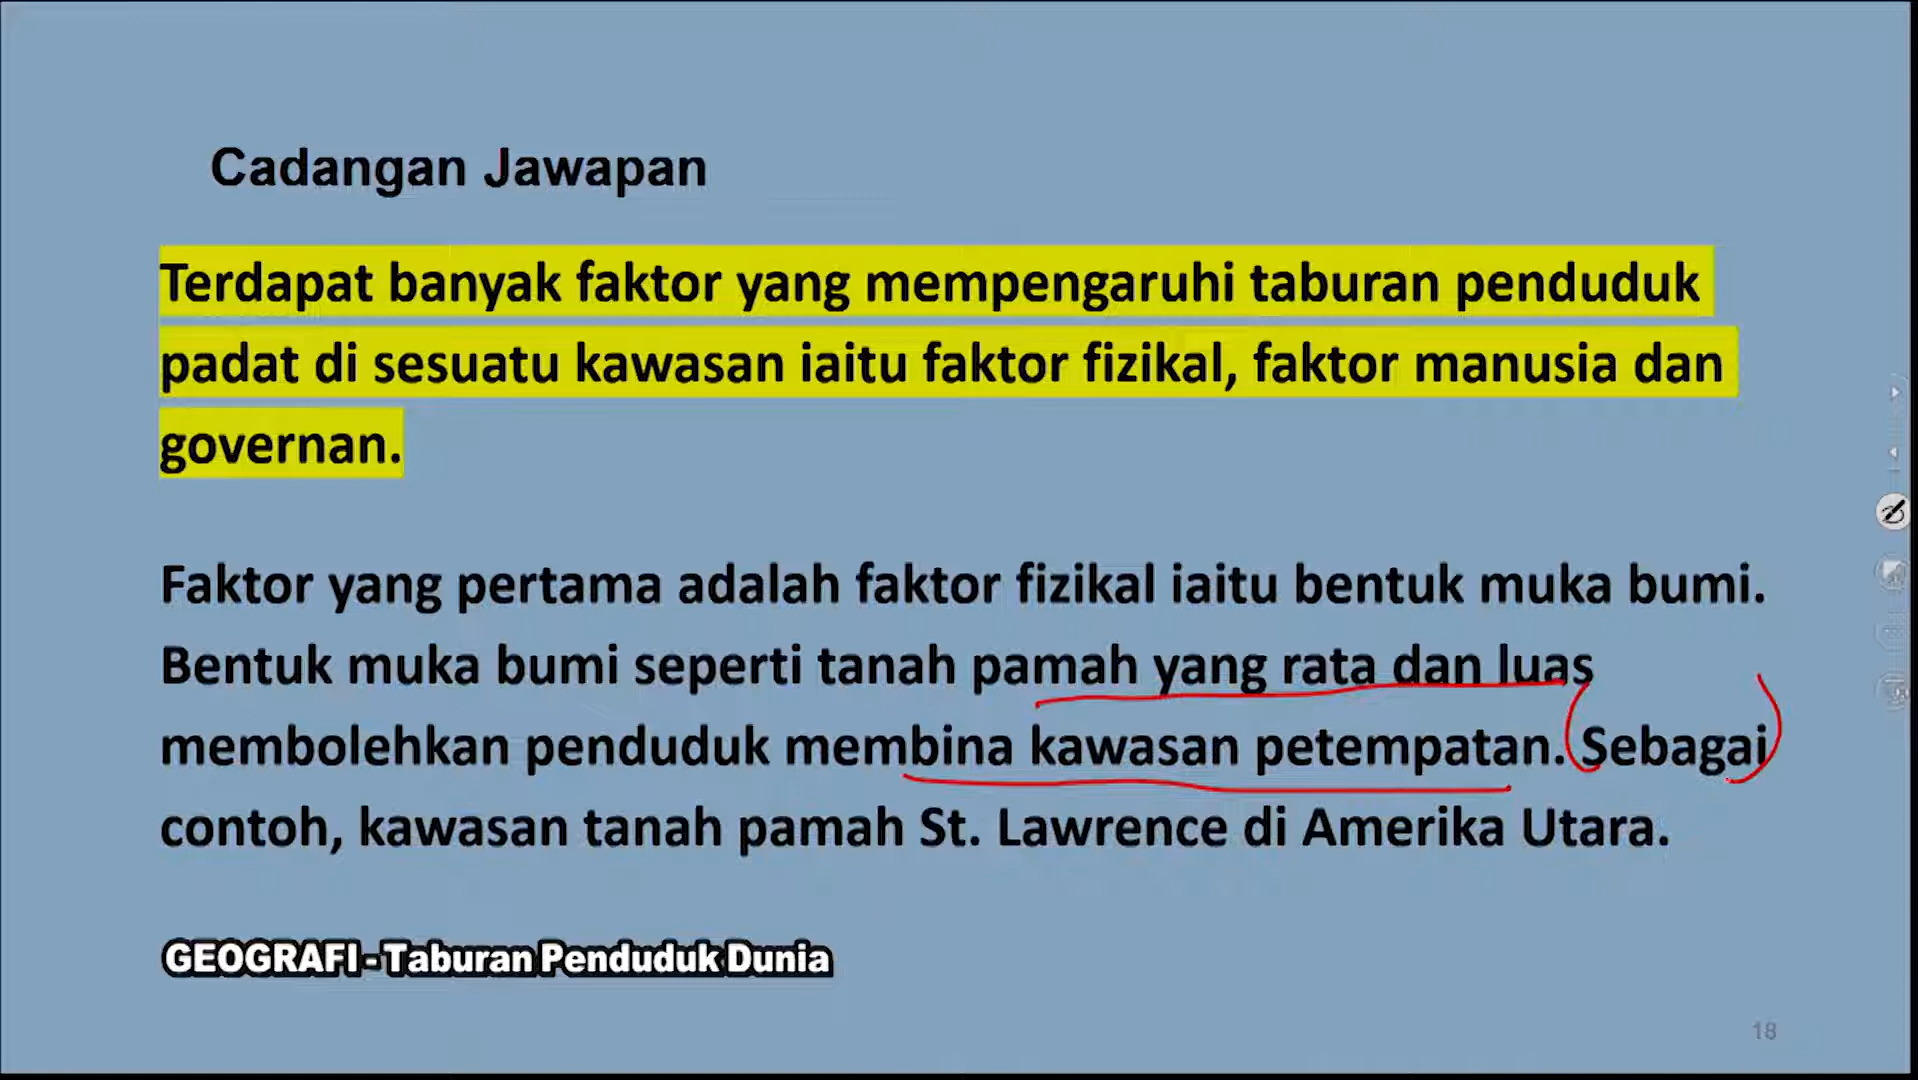 Cadangan Jawapan
Terdapat banyak faktor yang mempengaruhi taburan penduduk
padat di sesuatu kawasan iaitu faktor fizikal, faktor manusia dan
governan.
Faktor yang pertama adalah faktor fizikal iaitu bentuk muka bumi.
Bentuk muka bumi seperti tanah pamah yang rata dan luas
membolehkan penduduk membina kawasan petempatan. Sebagai
contoh, kawasan tanah pamah St. Lawrence di Amerika Utara.
GEOGRAFI - Taburan Penduduk Dunia
18